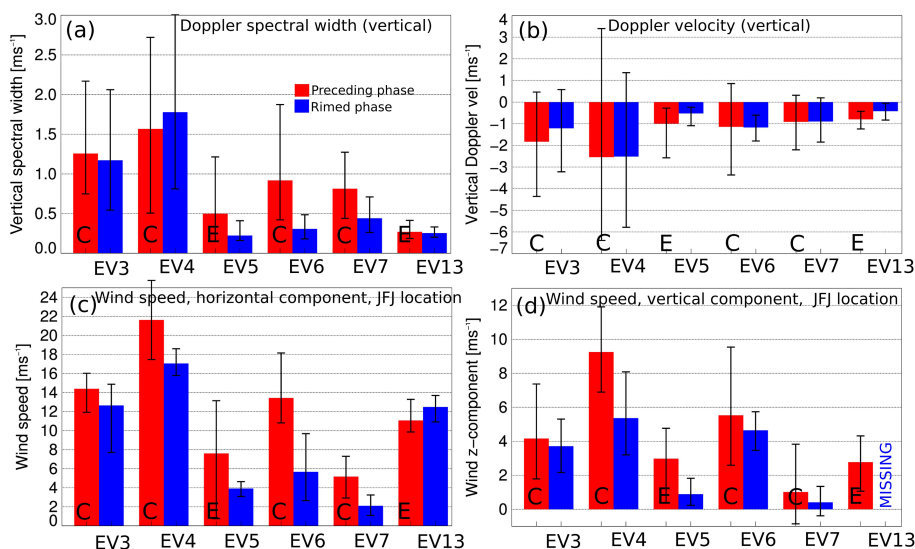 (a) Doppler spectral width (vertical)
Vertical spectral width [ms⁻¹]
3.0
2.5
2.0
1.5
1.0
0.5
0.0
Preceding phase
Rimed phase
C C E C C E
EV3 EV4 EV5 EV6 EV7 EV13
(b) Doppler velocity (vertical)
Vertical Doppler vel [ms⁻¹]
4
3
2
1
0
−1
−2
−3
−4
−5
−6
−7
C C E C C E
EV3 EV4 EV5 EV6 EV7 EV13
(c) Wind speed, horizontal component, JFJ location
Wind speed [ms⁻¹]
24
22
20
18
16
14
12
10
8
6
4
2
0
C C E C C E
EV3 EV4 EV5 EV6 EV7 EV13
(d) Wind speed, vertical component, JFJ location
Wind z−component [ms⁻¹]
12
10
8
6
4
2
0
C C E C C E
MISSING
EV3 EV4 EV5 EV6 EV7 EV13